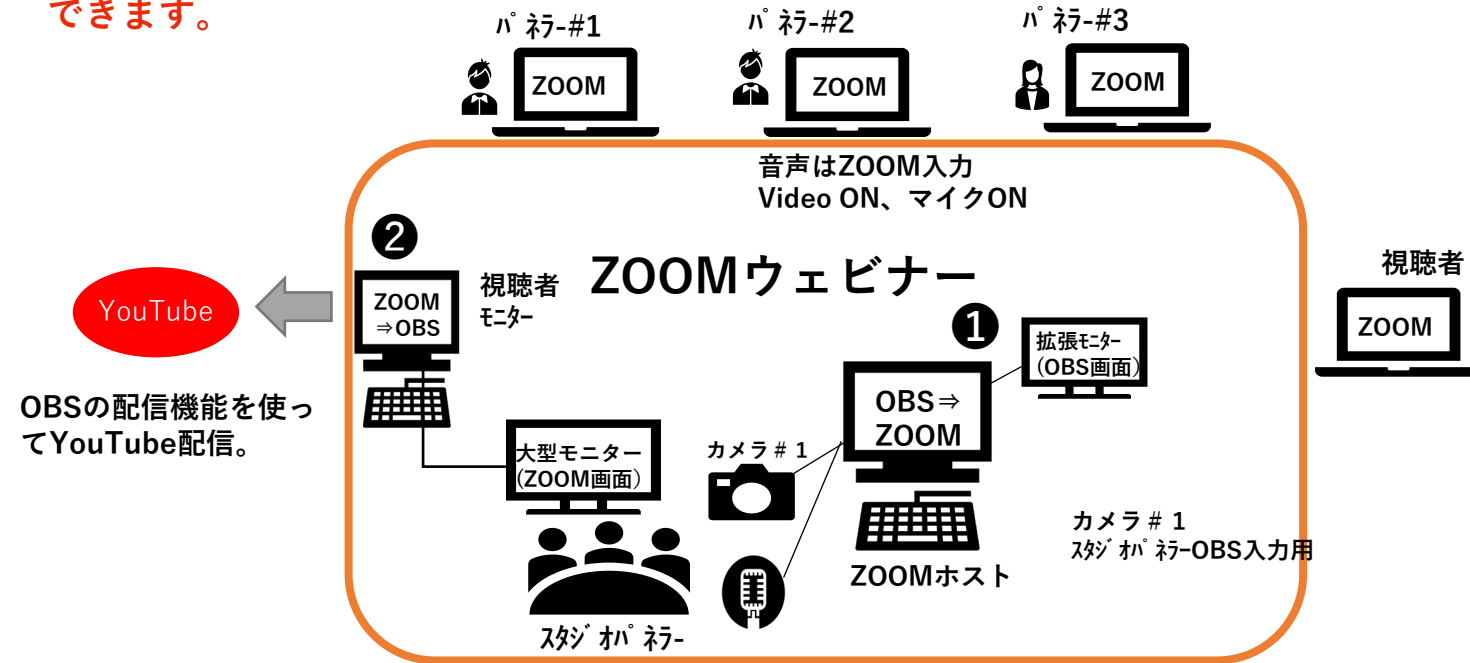 できます。
ﾊﾟﾈﾗｰ#1
ﾊﾟﾈﾗｰ#2
ﾊﾟﾈﾗｰ#3
ZOOM
ZOOM
ZOOM
音声はZOOM入力
Video ON、マイクON
❷
ZOOM
⇒OBS
視聴者
ﾓﾆﾀｰ
ZOOMウェビナー
❶
拡張ﾓﾆﾀｰ
(OBS画面)
視聴者
ZOOM
YouTube
OBSの配信機能を使っ
てYouTube配信。
大型モニター
(ZOOM画面)
カメラ＃１
OBS⇒
ZOOM
ZOOMホスト
カメラ＃１
ｽﾀｼﾞｵﾊﾟﾈﾗｰOBS入力用
ｽﾀｼﾞｵﾊﾟﾈﾗｰ